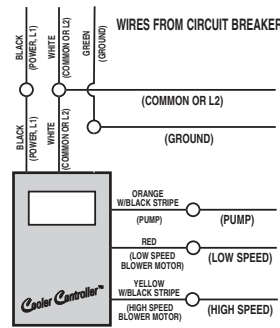 WIRES FROM CIRCUIT BREAKER
BLACK
(POWER, L1)
WHITE
(COMMON OR L2)
GREEN
(GROUND)
(COMMON OR L2)
(GROUND)
BLACK
(POWER, L1)
WHITE
(COMMON OR L2)
ORANGE
W/BLACK STRIPE
(PUMP)
(PUMP)
RED
(LOW SPEED
BLOWER MOTOR)
(LOW SPEED)
YELLOW
W/BLACK STRIPE
(HIGH SPEED
BLOWER MOTOR)
(HIGH SPEED)
Cooler Controller™